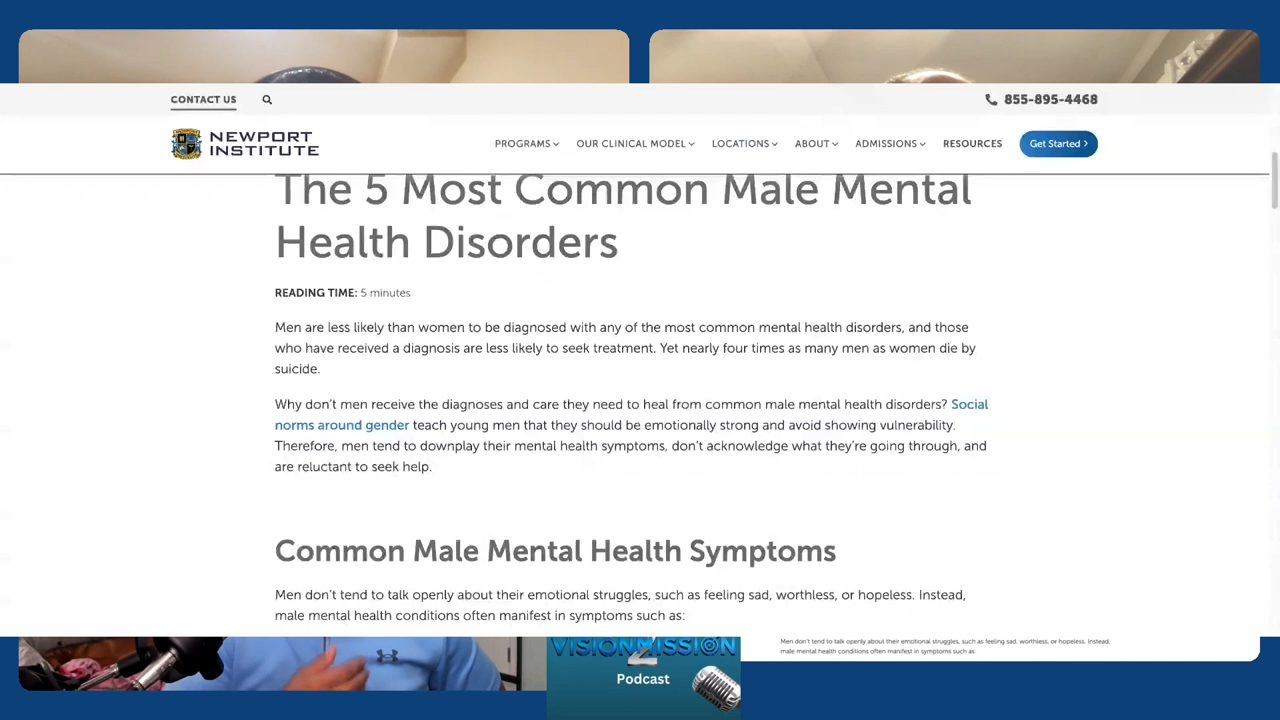 CONTACT US
855-895-4468
NEWPORT
INSTITUTE
PROGRAMS
OUR CLINICAL MODEL
LOCATIONS
ABOUT
ADMISSIONS
RESOURCES
Get Started
The 5 Most Common Male Mental
Health Disorders
READING TIME: 5 minutes
Men are less likely than women to be diagnosed with any of the most common mental health disorders, and those
who have received a diagnosis are less likely to seek treatment. Yet nearly four times as many men as women die by
suicide.
Why don’t men receive the diagnoses and care they need to heal from common male mental health disorders? Social
norms around gender teach young men that they should be emotionally strong and avoid showing vulnerability.
Therefore, men tend to downplay their mental health symptoms, don’t acknowledge what they’re going through, and
are reluctant to seek help.
Common Male Mental Health Symptoms
Men don’t tend to talk openly about their emotional struggles, such as feeling sad, worthless, or hopeless. Instead,
male mental health conditions often manifest in symptoms such as:
VISIONMISSION
Podcast
Men don’t tend to talk openly about their emotional struggles, such as feeling sad, worthless, or hopeless. Instead,
male mental health conditions often manifest in symptoms such as: